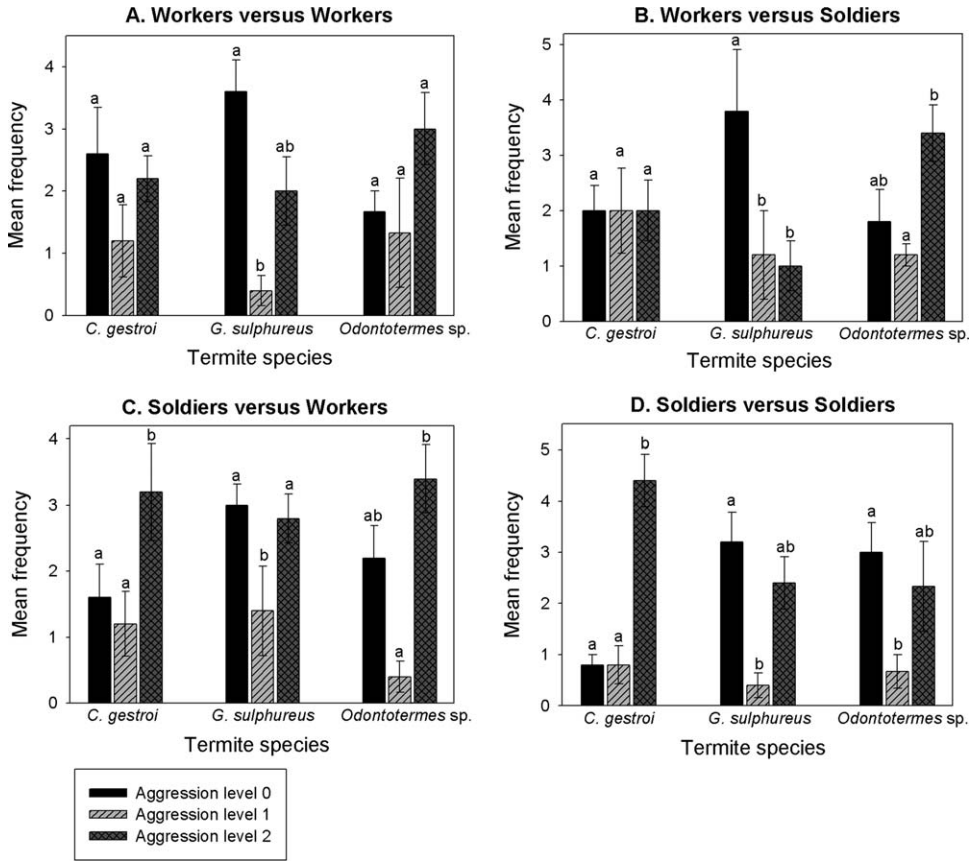 A. Workers versus Workers
Mean frequency
4
3
2
1
0
a
a
a
a
b
ab
a
a
a
C. gestroi
G. sulphureus
Odontotermes sp.
Termite species
B. Workers versus Soldiers
Mean frequency
5
4
3
2
1
0
a
a
a
a
b
b
ab
a
b
C. gestroi
G. sulphureus
Odontotermes sp.
Termite species
C. Soldiers versus Workers
Mean frequency
4
3
2
1
0
a
a
b
a
b
a
ab
a
b
C. gestroi
G. sulphureus
Odontotermes sp.
Termite species
D. Soldiers versus Soldiers
Mean frequency
5
4
3
2
1
0
a
a
b
a
b
ab
a
b
ab
C. gestroi
G. sulphureus
Odontotermes sp.
Termite species
Aggression level 0
Aggression level 1
Aggression level 2